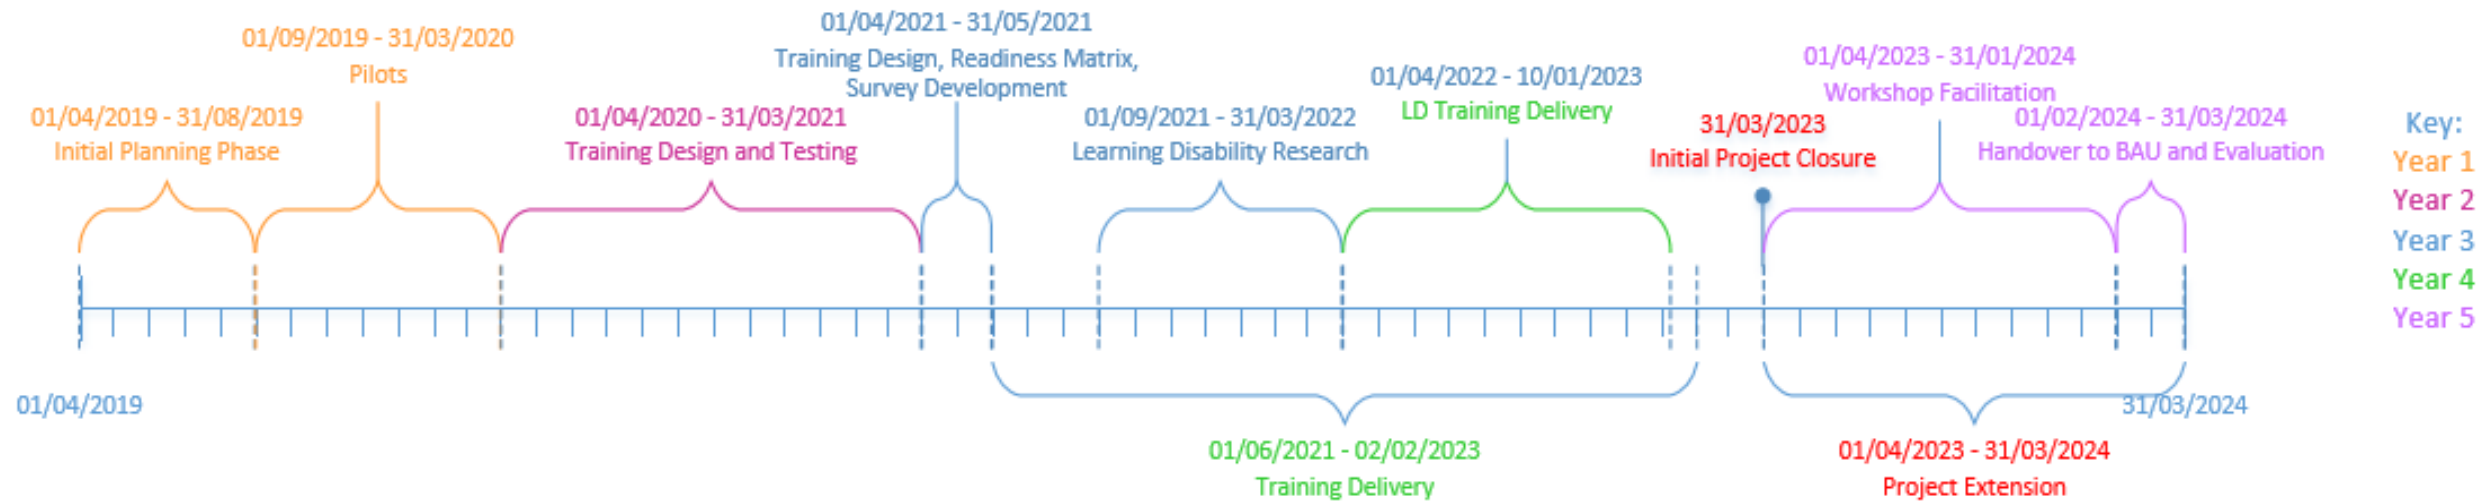 01/04/2019 - 31/08/2019
Initial Planning Phase
01/09/2019 - 31/03/2020
Pilots
01/04/2020 - 31/03/2021
Training Design and Testing
01/04/2021 - 31/05/2021
Training Design, Readiness Matrix,
Survey Development
01/09/2021 - 31/03/2022
Learning Disability Research
01/04/2022 - 10/01/2023
LD Training Delivery
31/03/2023
Initial Project Closure
01/04/2023 - 31/01/2024
Workshop Facilitation
01/02/2024 - 31/03/2024
Handover to BAU and Evaluation
Key:
Year 1
Year 2
Year 3
Year 4
Year 5
01/04/2019
31/03/2024
01/06/2021 - 02/02/2023
Training Delivery
01/04/2023 - 31/03/2024
Project Extension